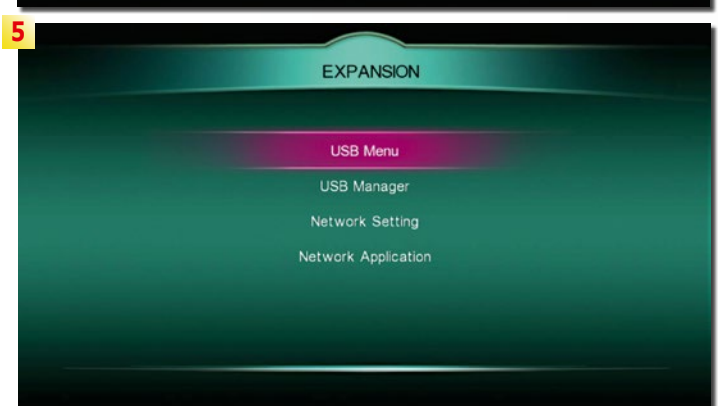 5
EXPANSION
USB Menu
USB Manager
Network Setting
Network Application